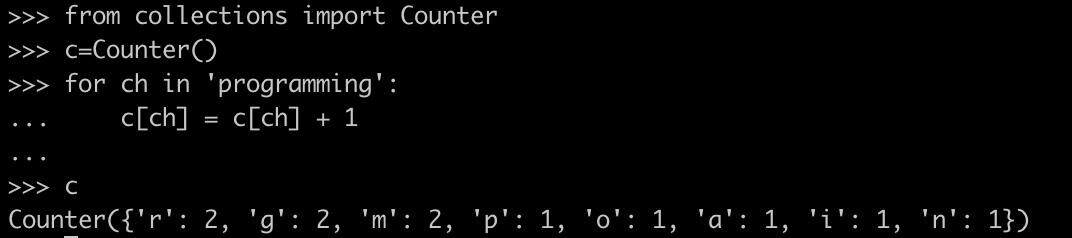 >>> from collections import Counter
>>> c=Counter()
>>> for ch in 'programming':
...     c[ch] = c[ch] + 1
...
>>> c
Counter({'r': 2, 'g': 2, 'm': 2, 'p': 1, 'o': 1, 'a': 1, 'i': 1, 'n': 1})